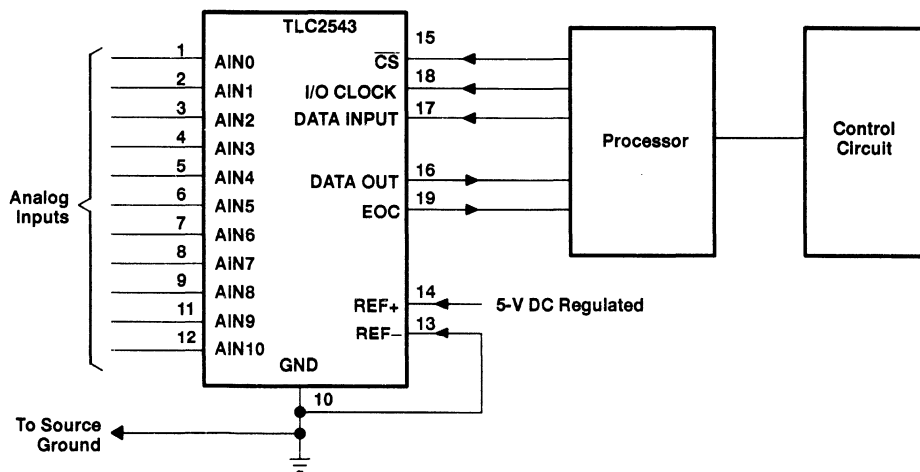 TLC2543
15
1 AIN0
CS
2 AIN1
18
I/O CLOCK
3 AIN2
17
DATA INPUT
4 AIN3
5 AIN4
16
DATA OUT
6 AIN5
19
EOC
7 AIN6
8 AIN7
9 AIN8
14
REF+
5-V DC Regulated
11 AIN9
13
REF–
12 AIN10
GND
10
Analog
Inputs
Processor
Control
Circuit
To Source
Ground